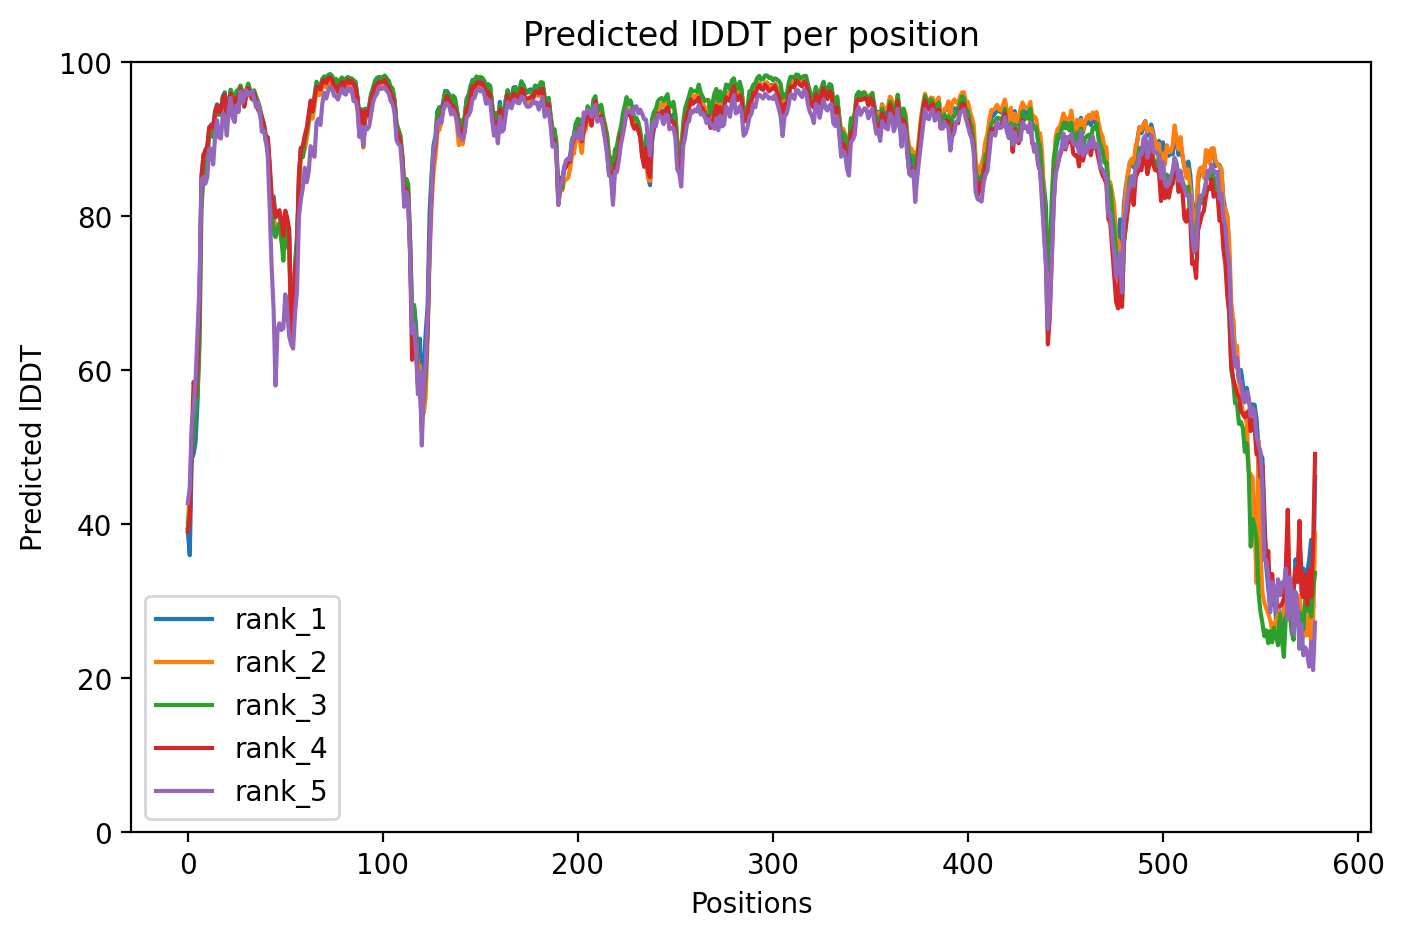 Predicted lDDT per position
100
80
60
40
20
0
Predicted lDDT
rank_1
rank_2
rank_3
rank_4
rank_5
0 100 200 300 400 500 600
Positions